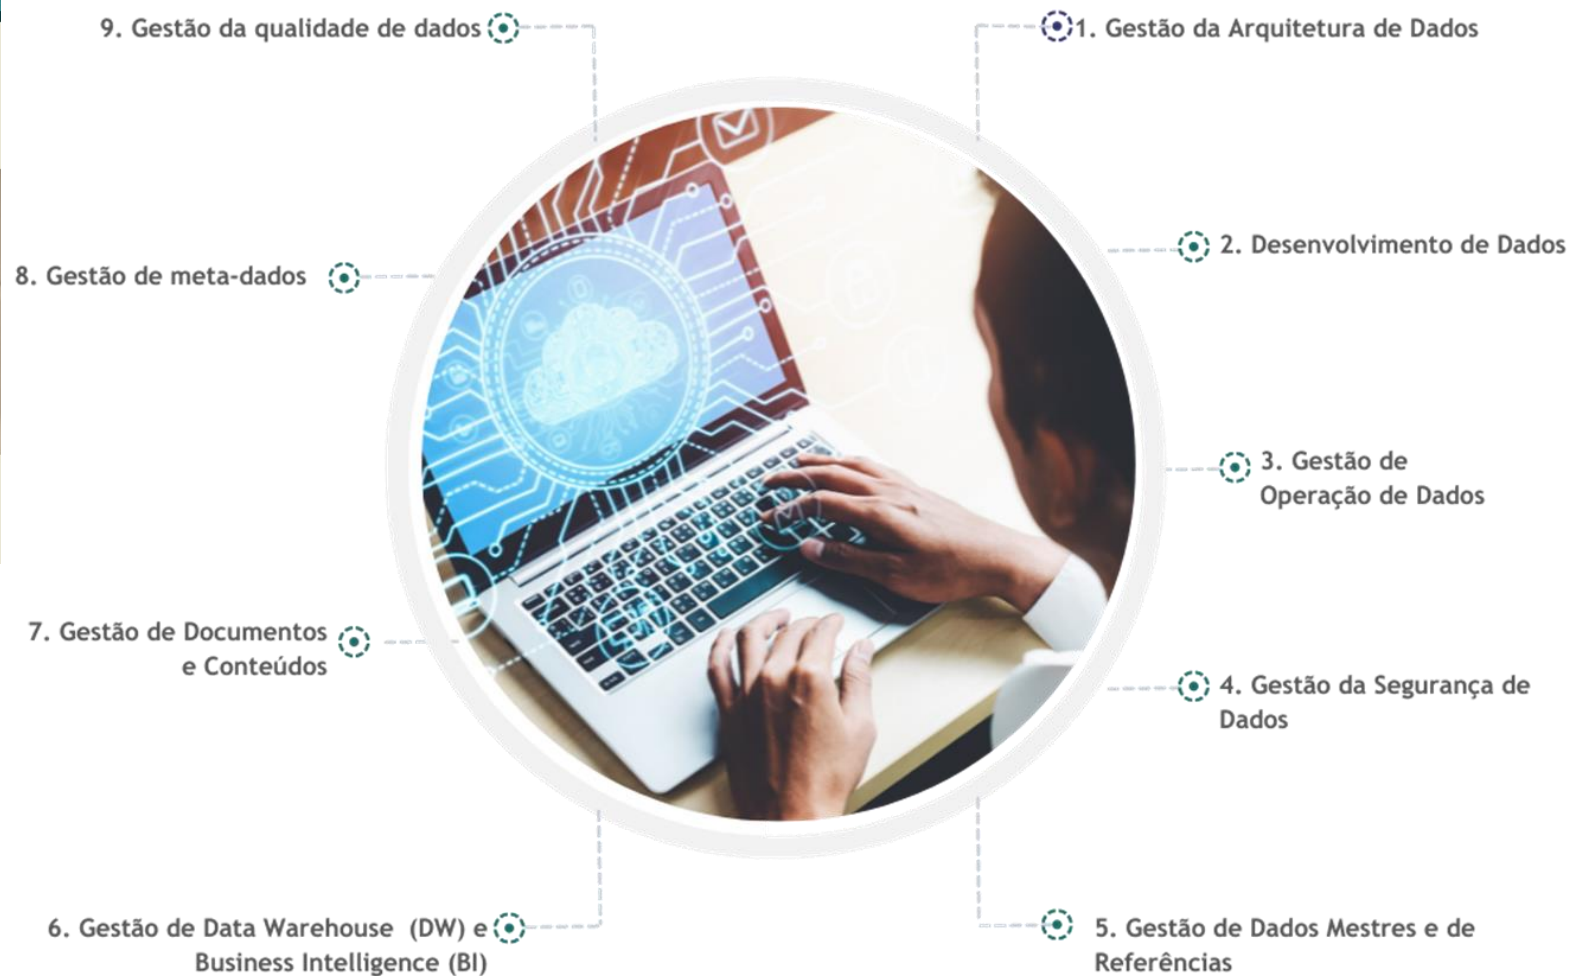 1. Gestão da Arquitetura de Dados
2. Desenvolvimento de Dados
3. Gestão de
Operação de Dados
4. Gestão da Segurança de
Dados
5. Gestão de Dados Mestres e de
Referências
6. Gestão de Data Warehouse (DW) e
Business Intelligence (BI)
7. Gestão de Documentos
e Conteúdos
8. Gestão de meta-dados
9. Gestão da qualidade de dados